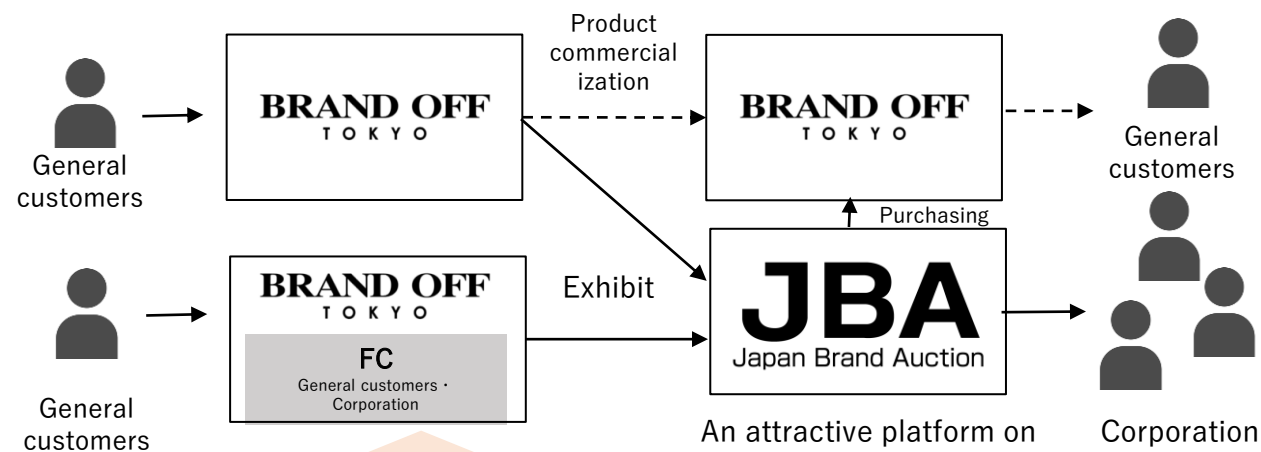 Product
commercial
ization
BRAND OFF
TOKYO
BRAND OFF
TOKYO
General
customers
General
customers
Purchasing
BRAND OFF
TOKYO
FC
General customers・
Corporation
Exhibit
JBA
Japan Brand Auction
General
customers
An attractive platform on
Corporation